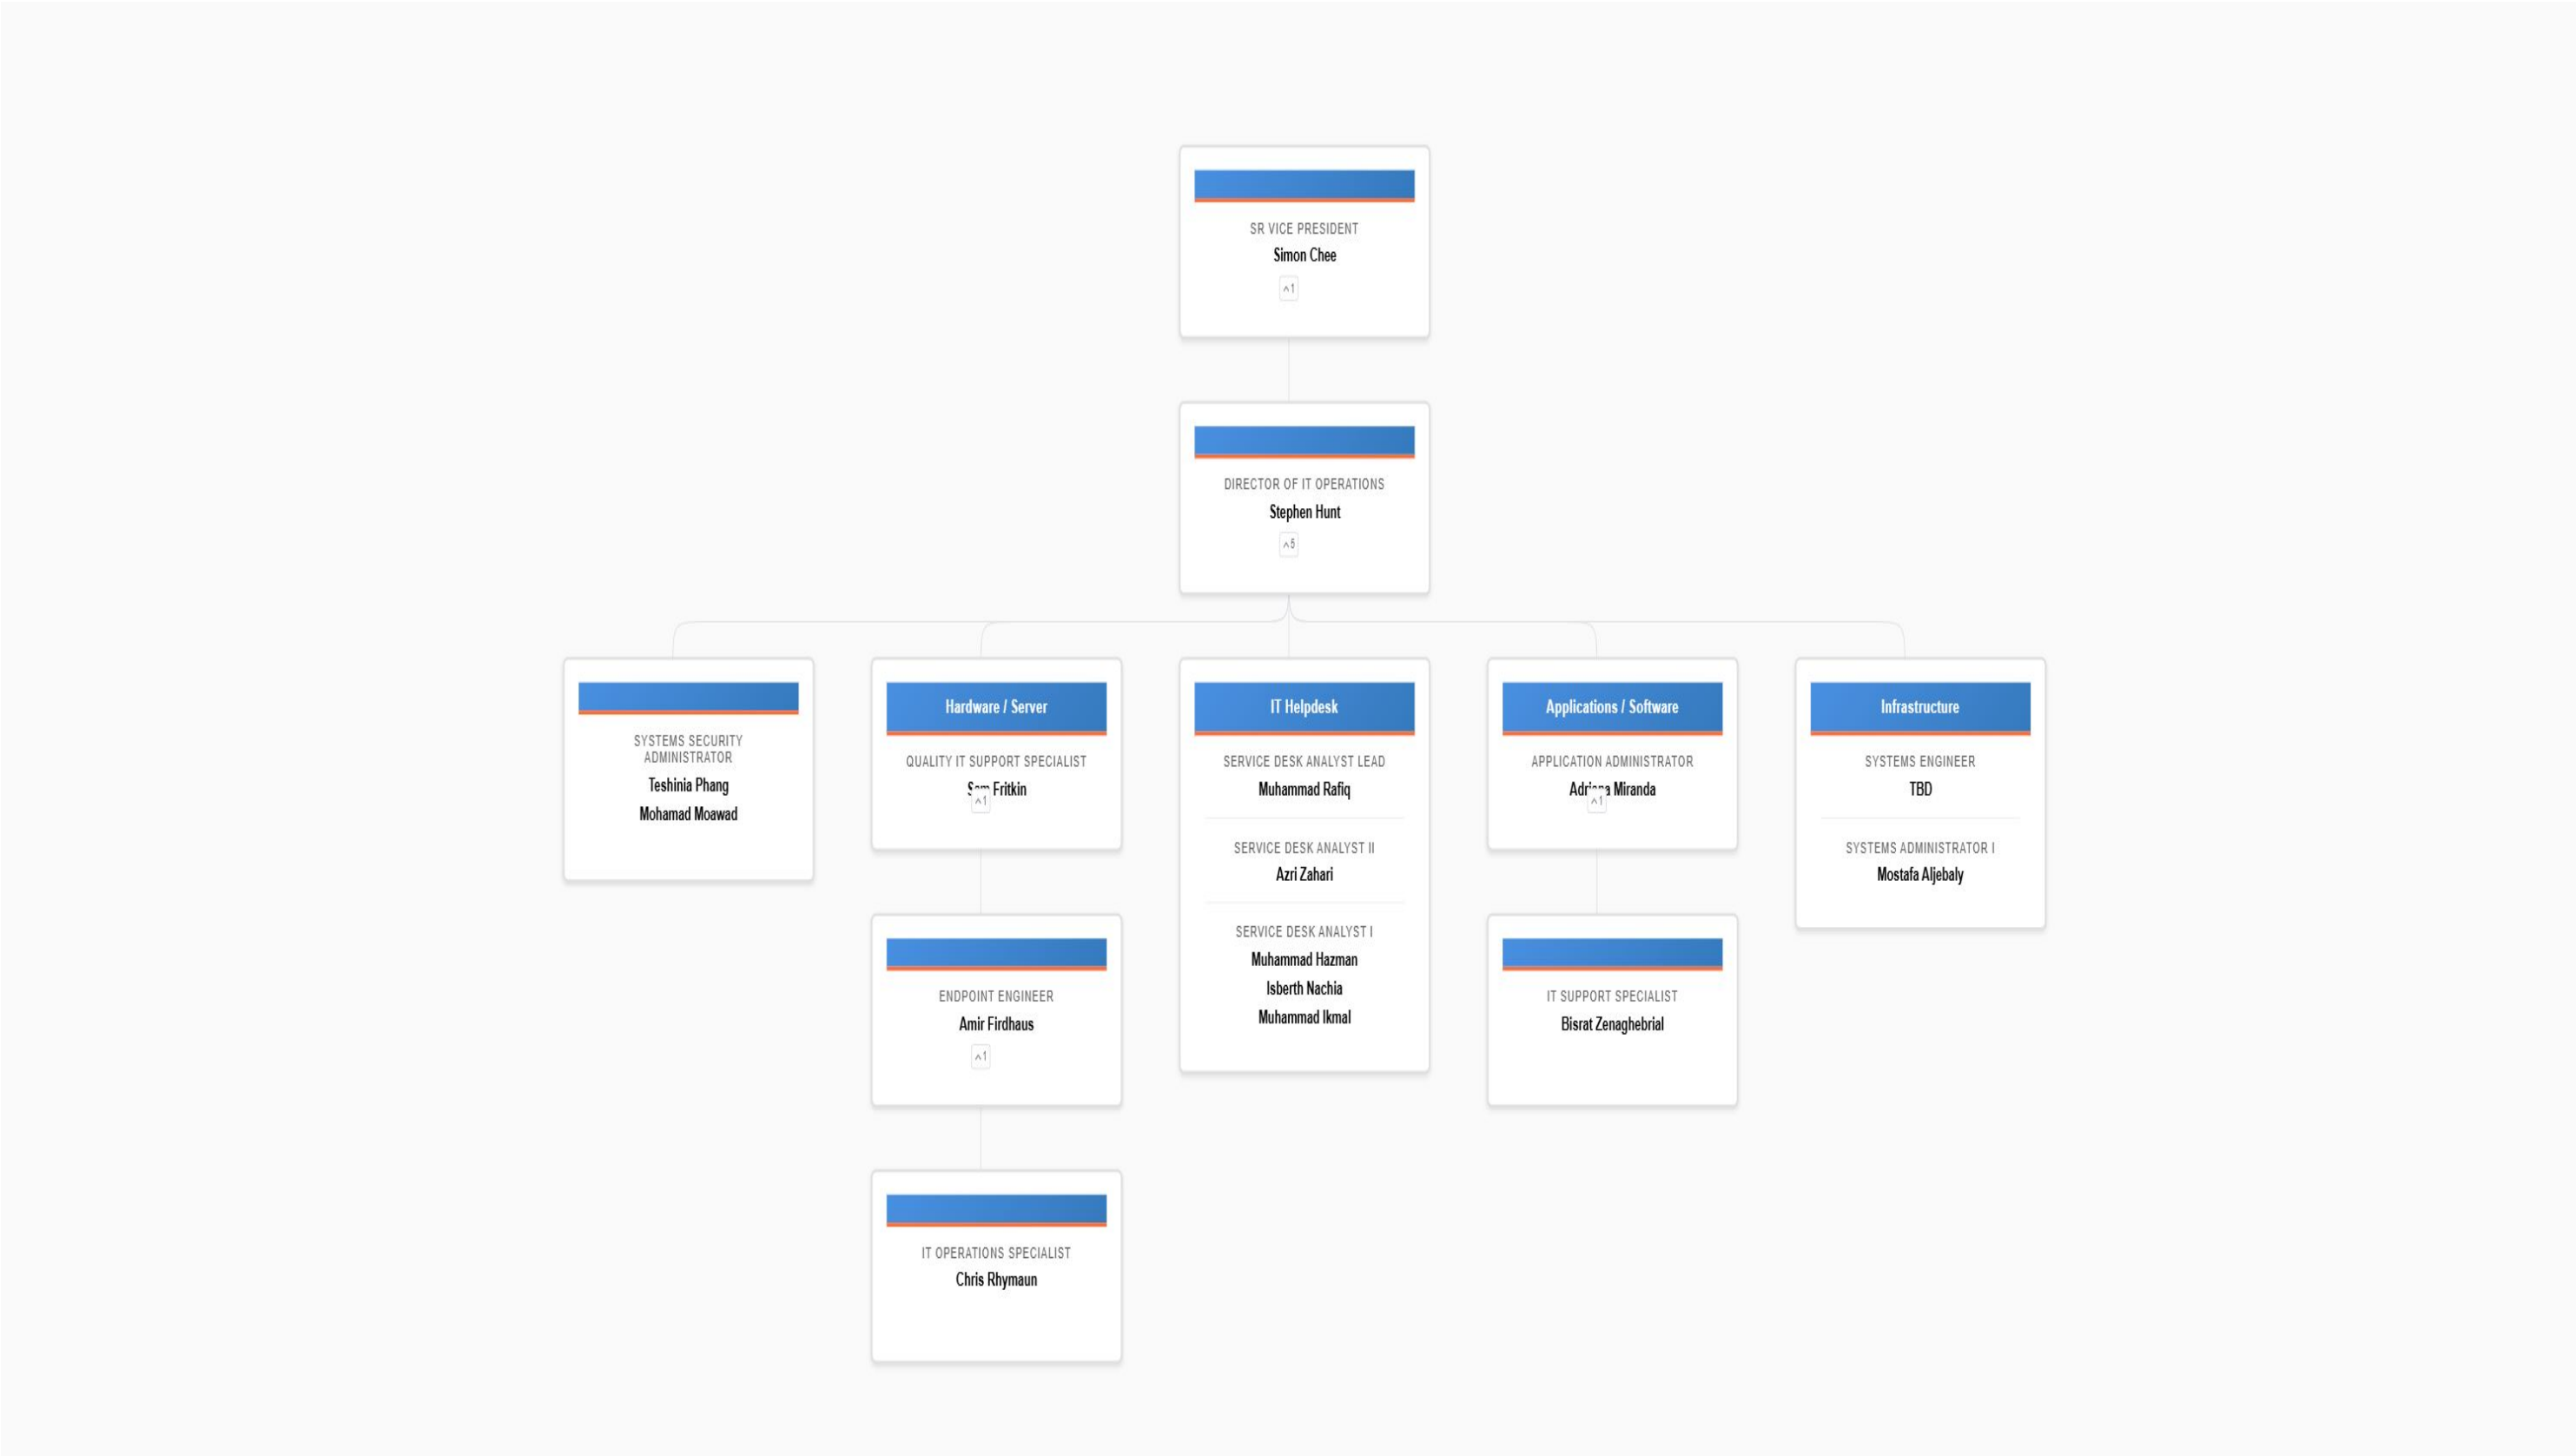 SR VICE PRESIDENT
Simon Chee
^1
DIRECTOR OF IT OPERATIONS
Stephen Hunt
^5
SYSTEMS SECURITY
ADMINISTRATOR
Teshinia Phang
Mohamad Moawad
Hardware / Server
QUALITY IT SUPPORT SPECIALIST
Fritkin
^1
ENDPOINT ENGINEER
Amir Firdhaus
^1
IT OPERATIONS SPECIALIST
Chris Rhymaun
IT Helpdesk
SERVICE DESK ANALYST LEAD
Muhammad Rafiq
SERVICE DESK ANALYST II
Azri Zahari
SERVICE DESK ANALYST I
Muhammad Hazman
Isberth Nachia
Muhammad Ikmal
Applications / Software
APPLICATION ADMINISTRATOR
Adriana Miranda
^1
IT SUPPORT SPECIALIST
Bisrat Zenaghebrial
Infrastructure
SYSTEMS ENGINEER
TBD
SYSTEMS ADMINISTRATOR I
Mostafa Aljebaly